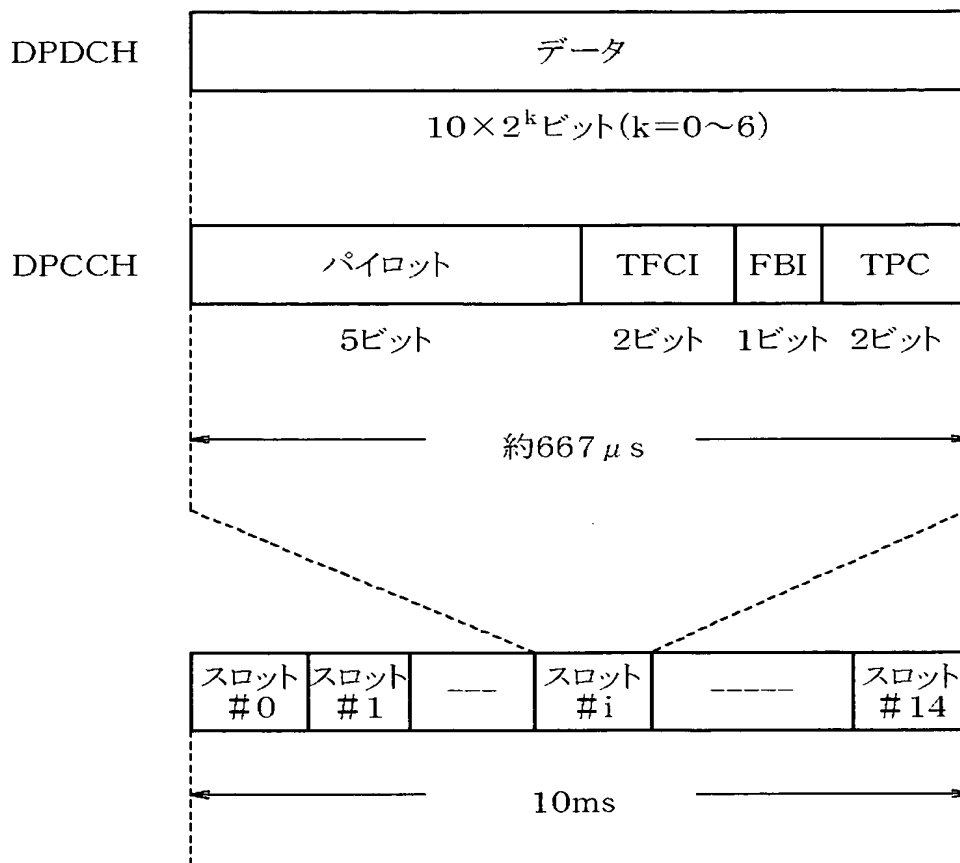 DPDCH データ
10×2ᵏビット(k=0~6)
DPCCH パイロット TFCI FBI TPC
5ビット 2ビット 1ビット 2ビット
約667μs
スロット #0 スロット #1 --- スロット #i ----- スロット #14
10ms